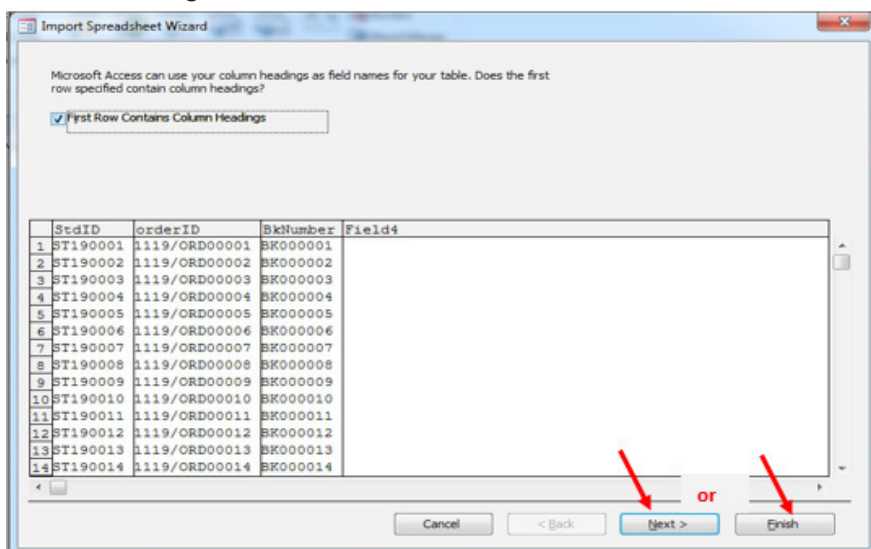 Import Spreadsheet Wizard
Microsoft Access can use your column headings as field names for your table. Does the first
row specified contain column headings?
First Row Contains Column Headings
StdID orderID BkNumber Field4
1 ST190001 1119/ORD00001 BK000001
2 ST190002 1119/ORD00002 BK000002
3 ST190003 1119/ORD00003 BK000003
4 ST190004 1119/ORD00004 BK000004
5 ST190005 1119/ORD00005 BK000005
6 ST190006 1119/ORD00006 BK000006
7 ST190007 1119/ORD00007 BK000007
8 ST190008 1119/ORD00008 BK000008
9 ST190009 1119/ORD00009 BK000009
10 ST190010 1119/ORD00010 BK000010
11 ST190011 1119/ORD00011 BK000011
12 ST190012 1119/ORD00012 BK000012
13 ST190013 1119/ORD00013 BK000013
14 ST190014 1119/ORD00014 BK000014
or
Cancel < Back Next > Finish